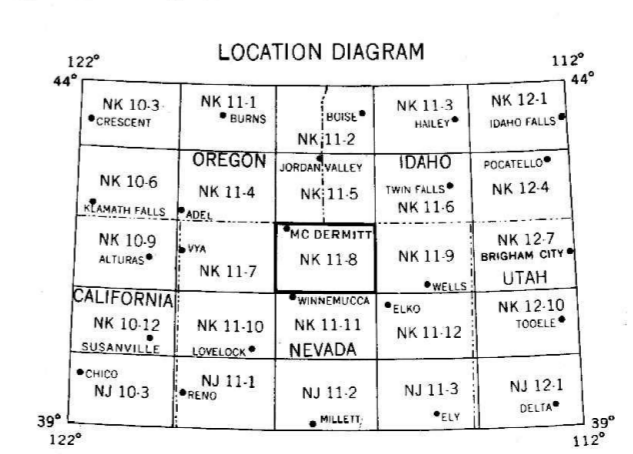 LOCATION DIAGRAM
122° 112°
44° 44°
NK 10-3 NK 11-1 NK 11-3 NK 12-1
CRESCENT BURNS BOISE HAILEY IDAHO FALLS
NK 11-2
OREGON JORDAN VALLEY IDAHO POCATELLO
NK 10-6 NK 11-4 NK 11-5 TWIN FALLS NK 12-4
NK 11-6
KLAMATH FALLS ADEL
NK 10-9 VYA MC DERMITT NK 11-9 NK 12-7
ALTURAS NK 11-7 NK 11-8 BRIGHAM CITY
WELLS UTAH
CALIFORNIA WINNEMUCCA ELKO NK 12-10
NK 10-12 NK 11-10 NK 11-11 NK 11-12 TOOELE
SUSANVILLE LOVELOCK NEVADA
CHICO NJ 11-1 NJ 11-2 NJ 11-3 NJ 12-1
NJ 10-3 RENO MILLETT ELY DELTA
39° 39°
122° 112°